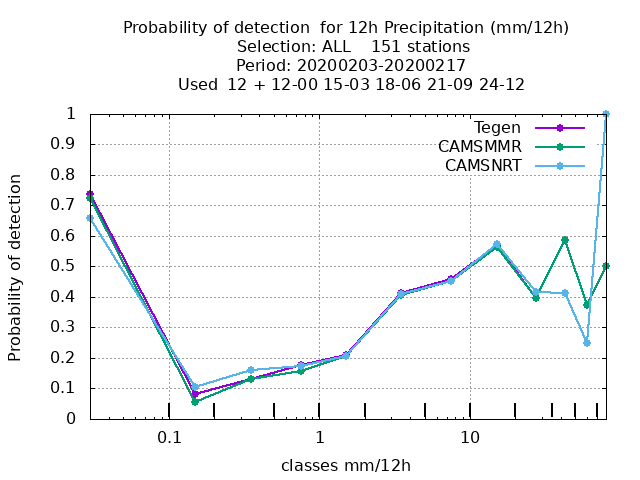 Probability of detection  for 12h Precipitation (mm/12h)
Selection: ALL    151 stations
Period: 20200203-20200217
Used  12 + 12-00 15-03 18-06 21-09 24-12
Tegen
CAMSMMR
CAMSNRT
Probability of detection
1
0.9
0.8
0.7
0.6
0.5
0.4
0.3
0.2
0.1
0
0.1 1 10
classes mm/12h